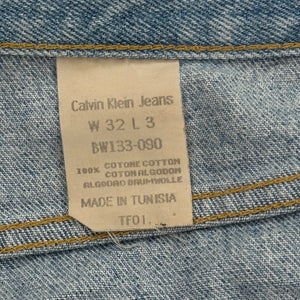 Calvin Klein Jeans
W 32 L 3
BW133-090
100% COTONE COTTON
COTON ALGODON
ALGODAO BAUMWOLLE
MADE IN TUNISIA
TF01...